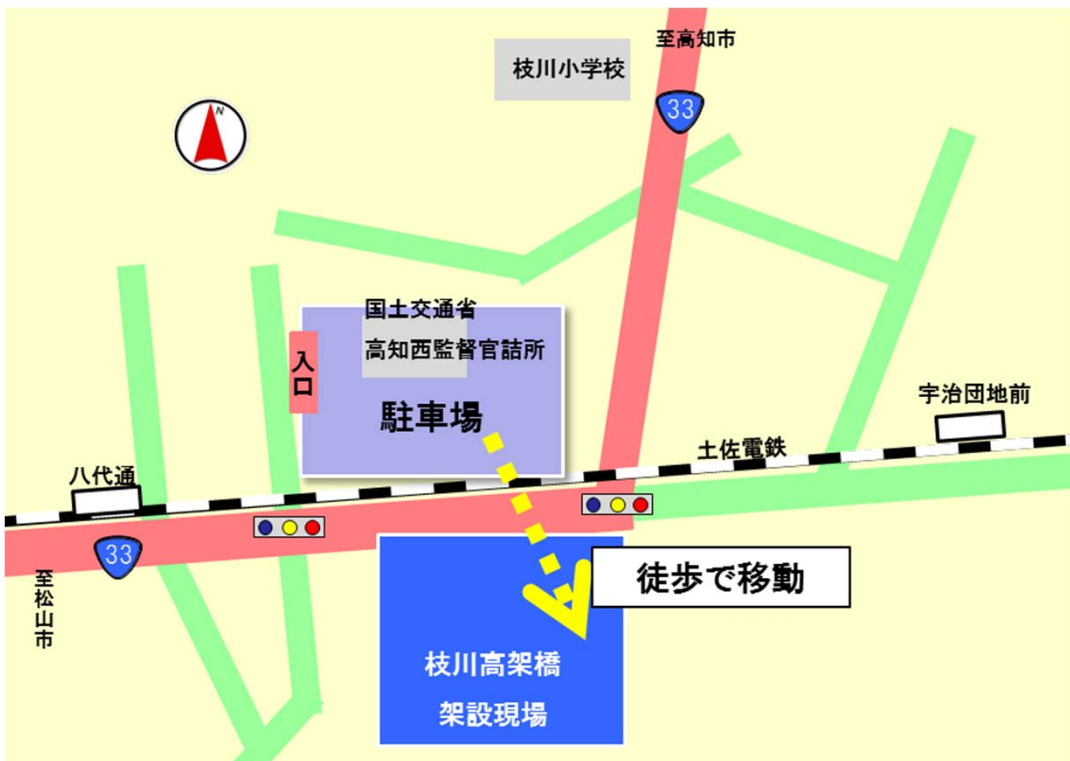 至高知市
枝川小学校
33
N
国土交通省
高知西監督官詰所
入口
駐車場
宇治団地前
土佐電鉄
八代通
33
至松山市
徒歩で移動
枝川高架橋
架設現場